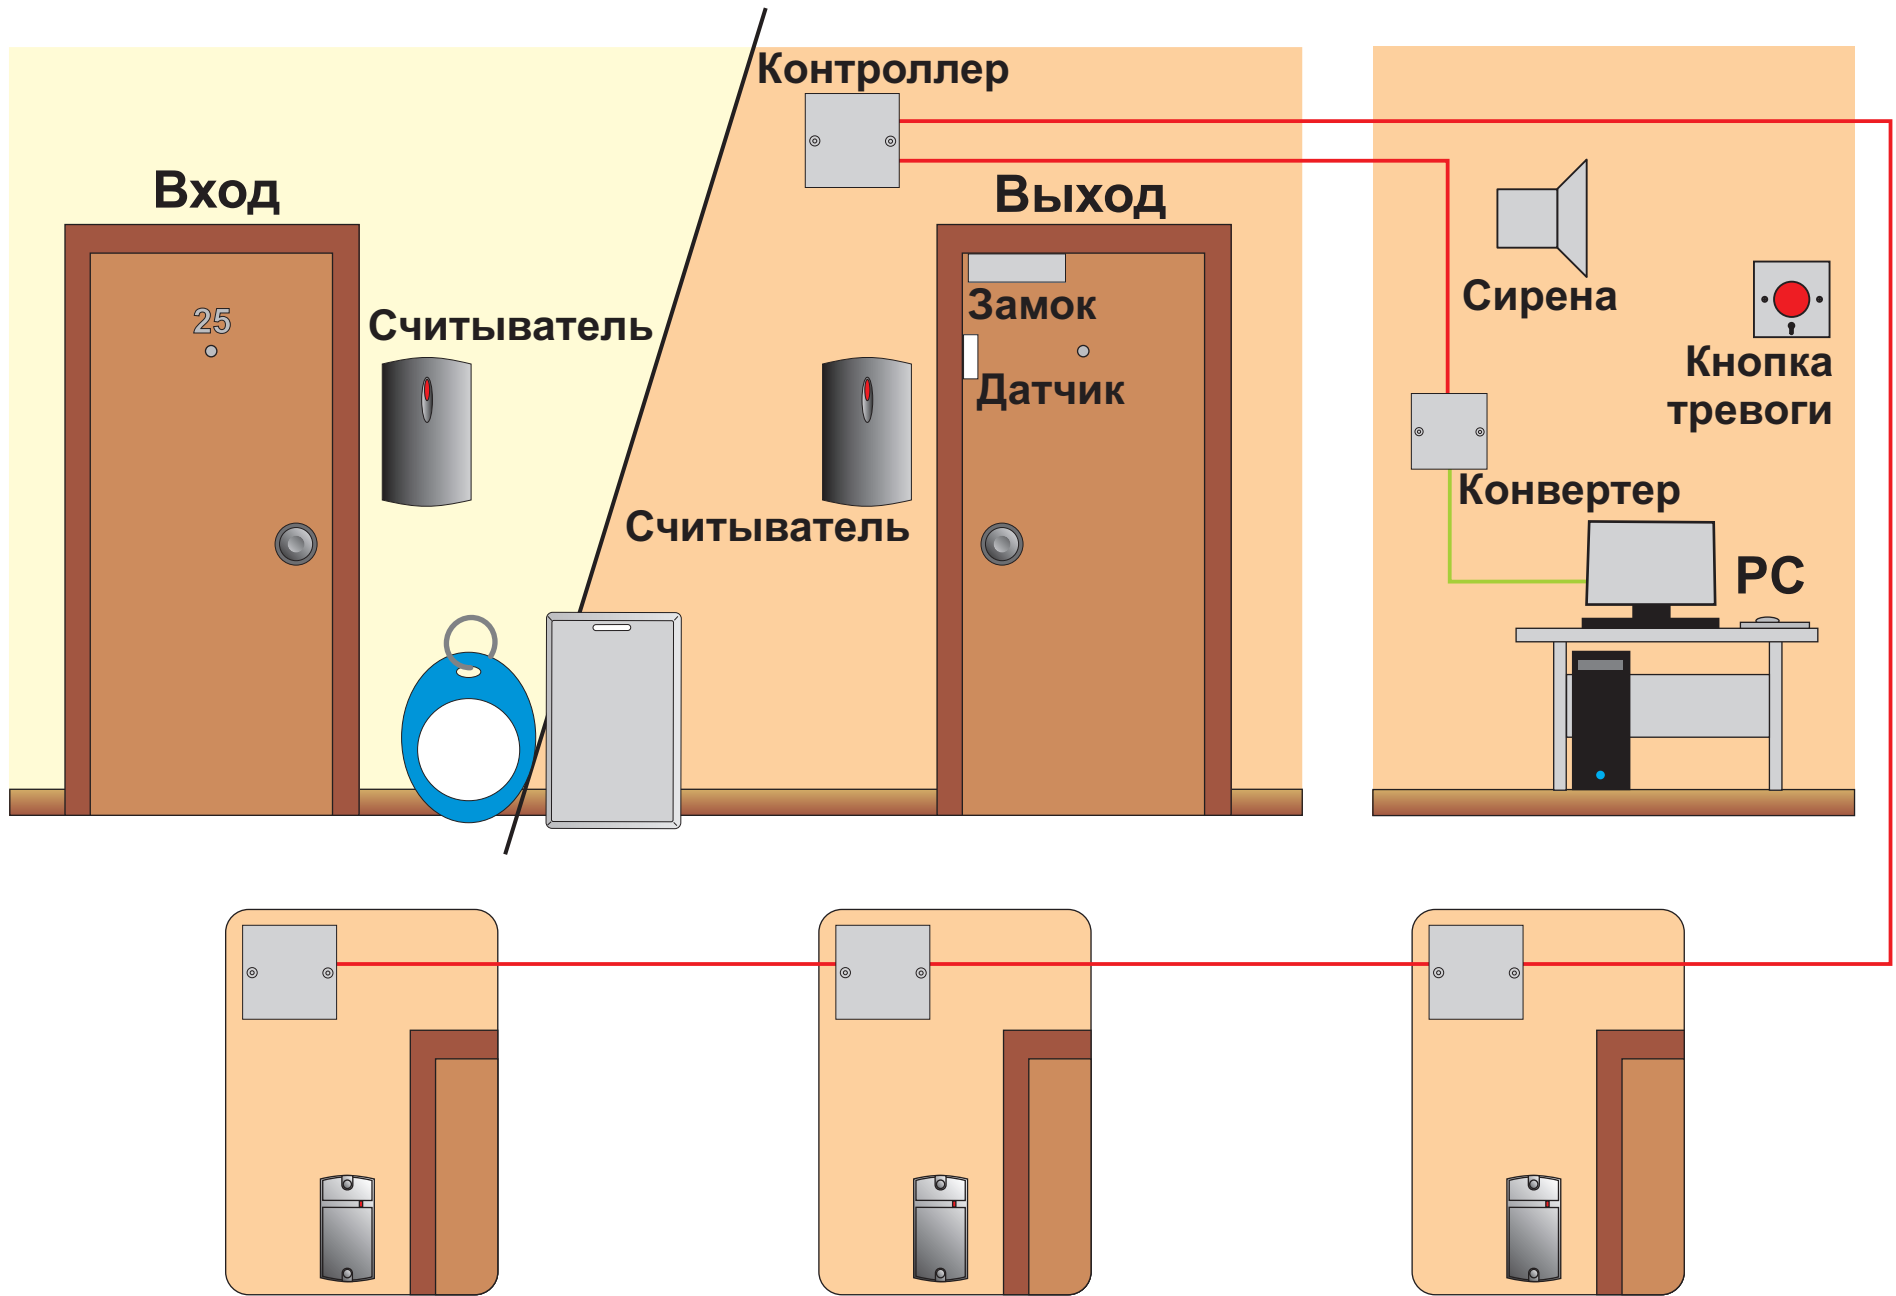 Контроллер
Вход
Выход
25
Считыватель
Замок
Датчик
Считыватель
Сирена
Кнопка
тревоги
Конвертер
PC